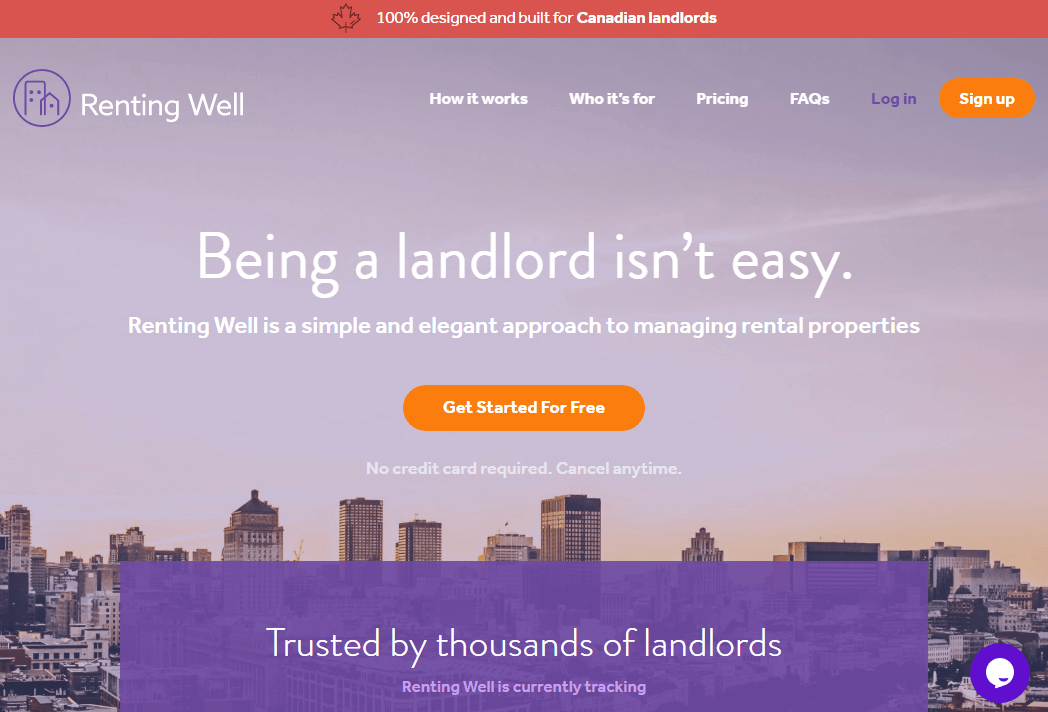 100% designed and built for Canadian landlords
Renting Well
How it works
Who it’s for
Pricing
FAQs
Log in
Sign up
Being a landlord isn’t easy.
Renting Well is a simple and elegant approach to managing rental properties
Get Started For Free
No credit card required. Cancel anytime.
Trusted by thousands of landlords
Renting Well is currently tracking